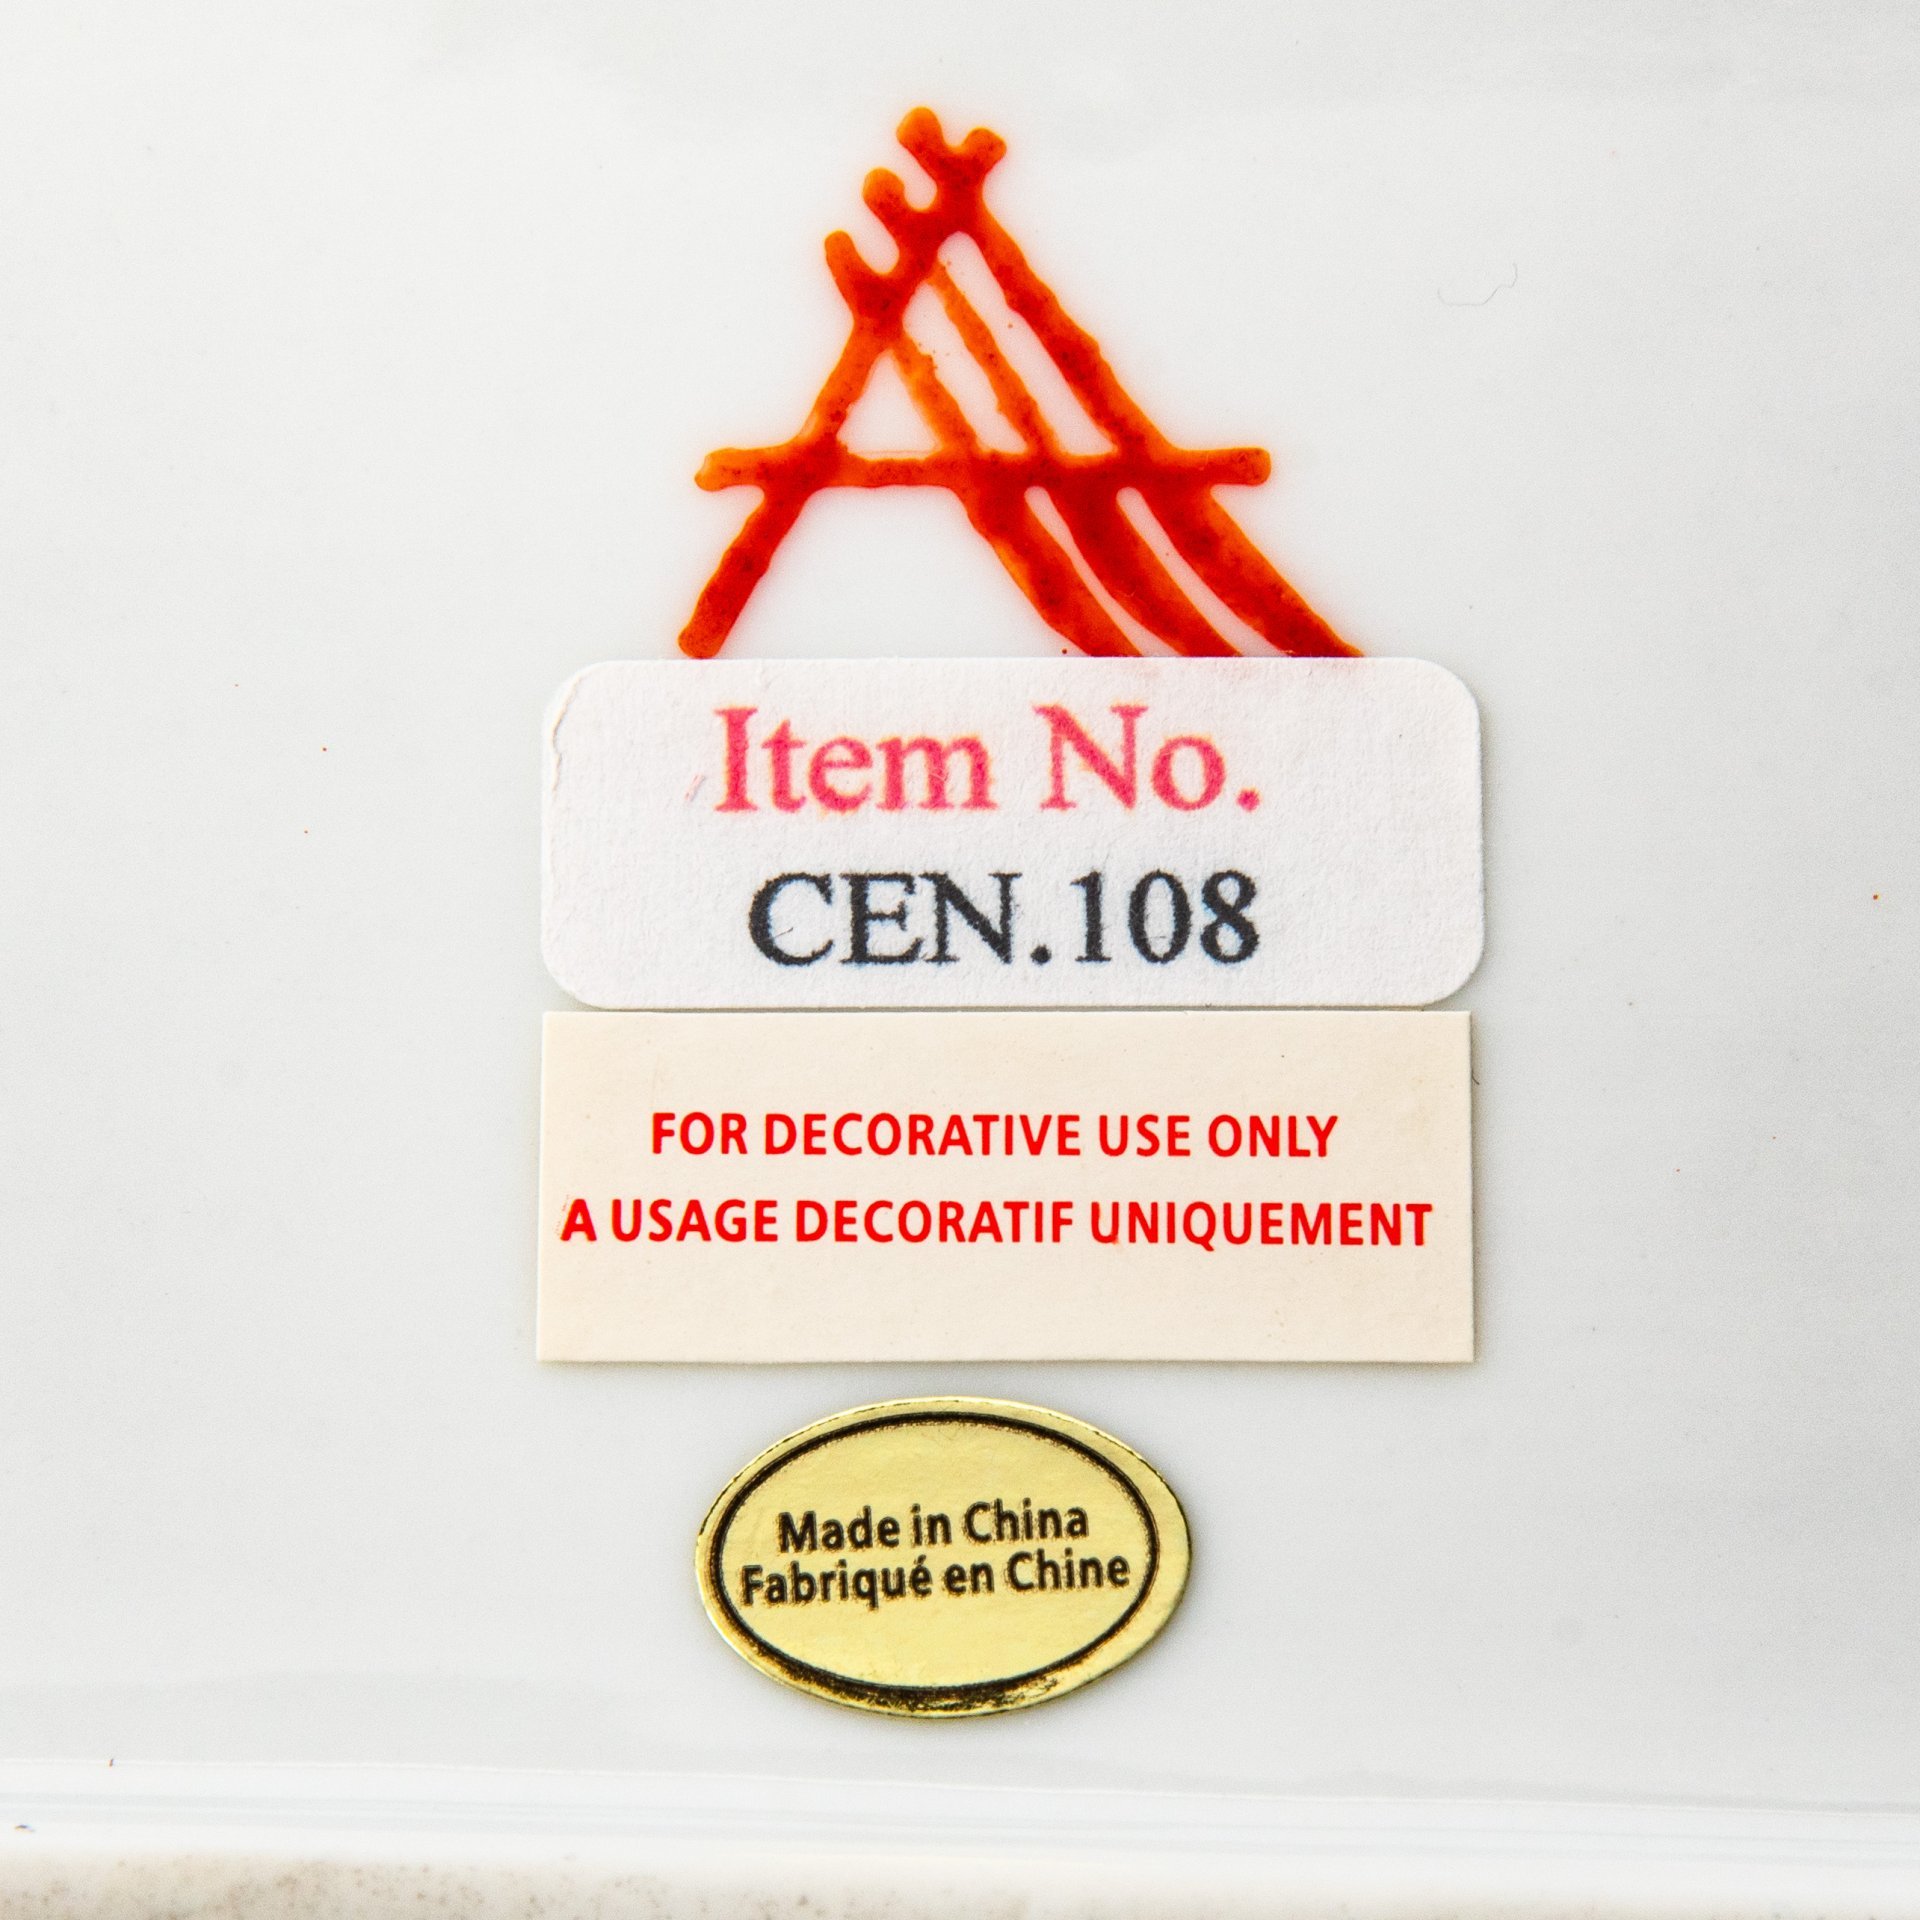 Item No.
CEN.108
FOR DECORATIVE USE ONLY
A USAGE DECORATIF UNIQUEMENT
Made in China
Fabriqué en Chine